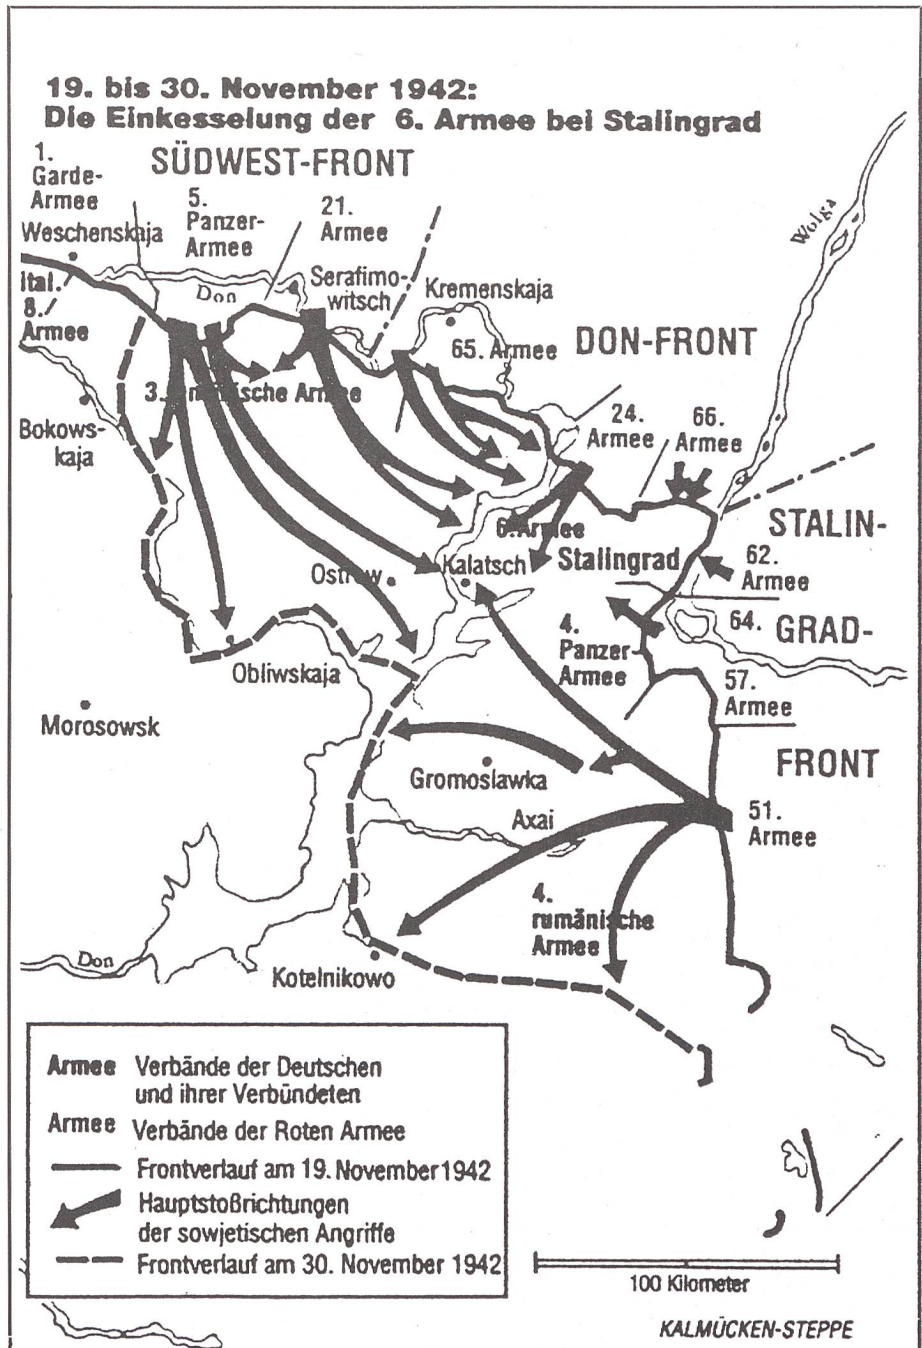 19. bis 30. November 1942:
Die Einkesselung der 6. Armee bei Stalingrad
SÜDWEST-FRONT
1.
Garde-
Armee
5.
Panzer-
Armee
21.
Armee
Weschenskaja
Ital.
8./
Armee
Don
Serafimo-
witsch
Kremenskaja
Wolga
65. Armee
DON-FRONT
3. rumänische Armee
Bokows-
kaja
24.
Armee
66.
Armee
6. Armee
Stalingrad
STALIN-
GRAD-
FRONT
62.
Armee
64.
Ostrow
Kalatsch
4.
Panzer-
Armee
57.
Armee
Obliwskaja
Morosowsk
Gromoslawka
Axai
51.
Armee
4.
rumänische
Armee
Don
Kotelnikowo
Armee Verbände der Deutschen
und ihrer Verbündeten
Armee Verbände der Roten Armee
Frontverlauf am 19. November 1942
Hauptstoßrichtungen
der sowjetischen Angriffe
Frontverlauf am 30. November 1942
100 Kilometer
KALMÜCKEN-STEPPE